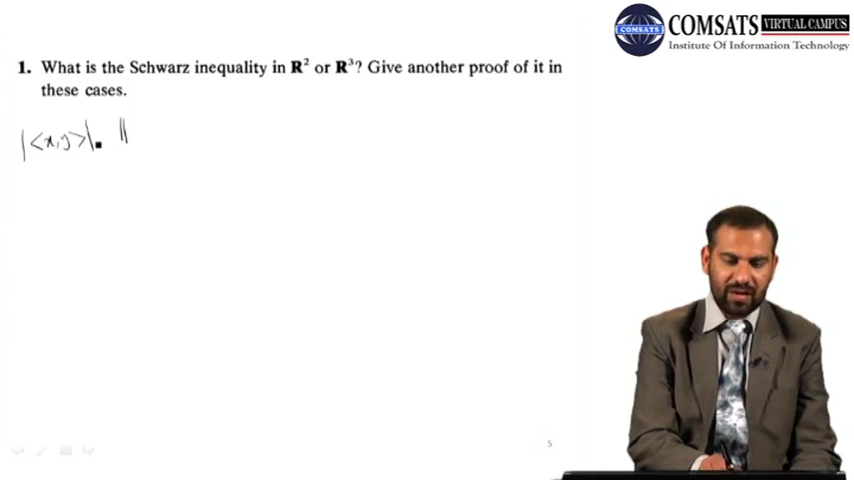 COMSATS VIRTUAL CAMPUS
COMSATS
Institute Of Information Technology
1. What is the Schwarz inequality in R² or R³? Give another proof of it in
these cases.
|<x,y>|. ||
5